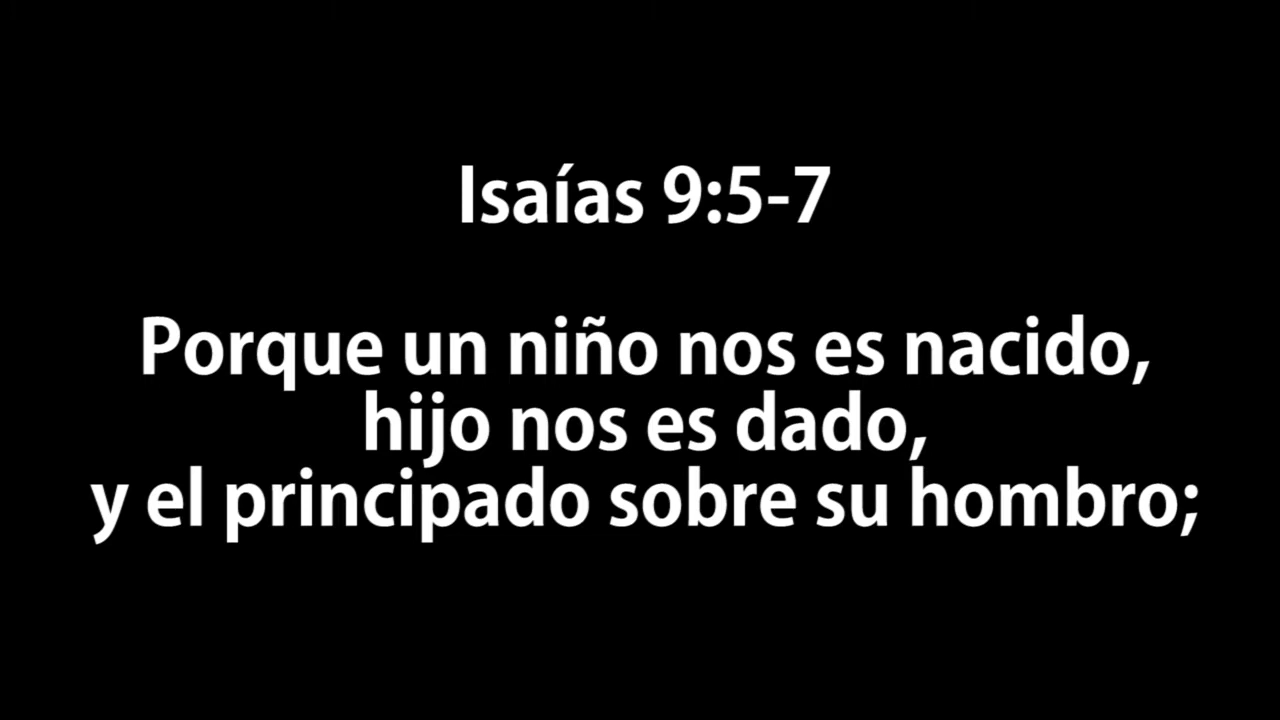 Isaías 9:5-7
Porque un niño nos es nacido,
hijo nos es dado,
y el principado sobre su hombro;